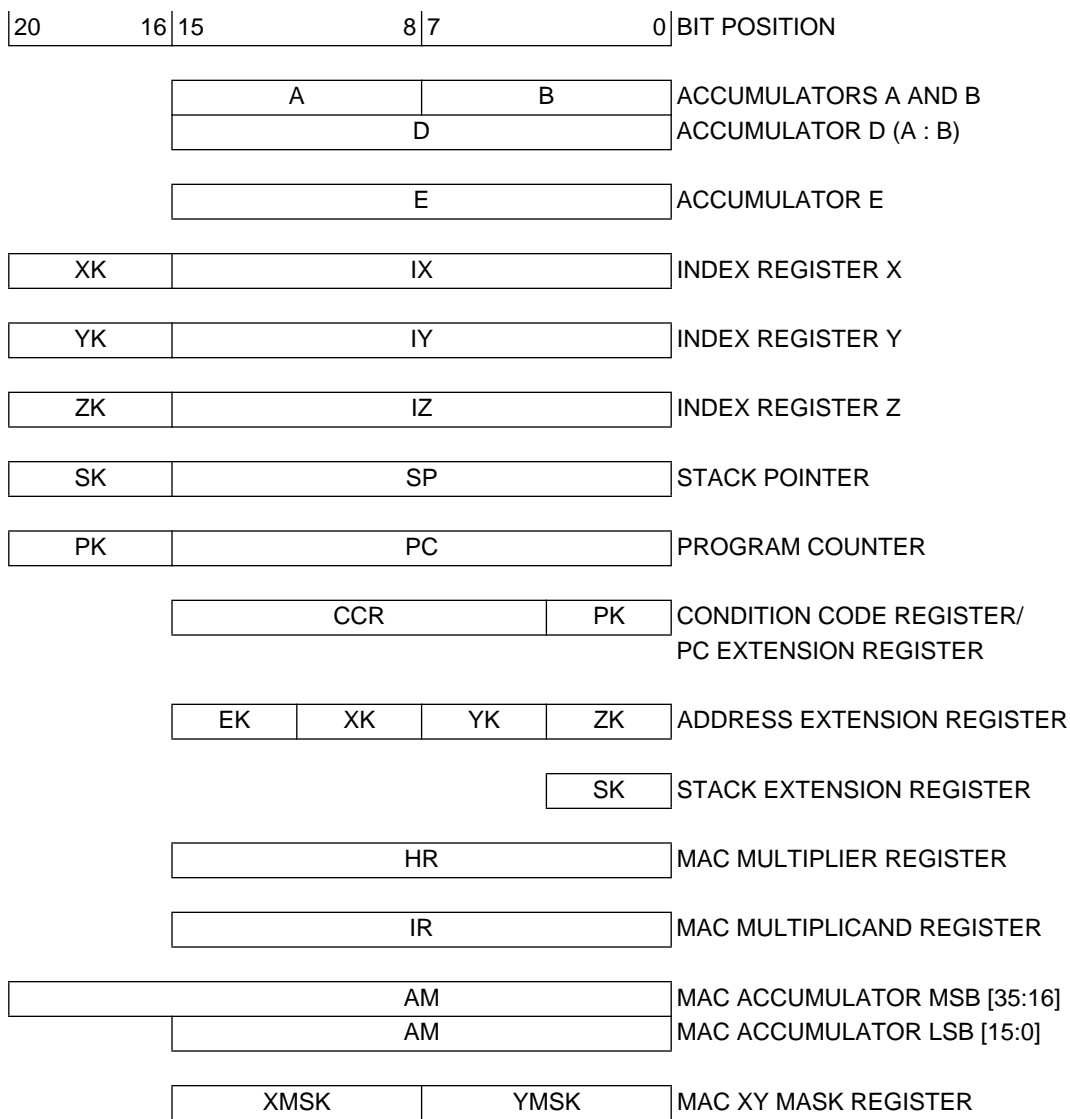 20 16 15 8 7 0 BIT POSITION
A B ACCUMULATORS A AND B
D ACCUMULATOR D (A : B)
E ACCUMULATOR E
XK IX INDEX REGISTER X
YK IY INDEX REGISTER Y
ZK IZ INDEX REGISTER Z
SK SP STACK POINTER
PK PC PROGRAM COUNTER
CCR PK CONDITION CODE REGISTER/
PC EXTENSION REGISTER
EK XK YK ZK ADDRESS EXTENSION REGISTER
SK STACK EXTENSION REGISTER
HR MAC MULTIPLIER REGISTER
IR MAC MULTIPLICAND REGISTER
AM MAC ACCUMULATOR MSB [35:16]
AM MAC ACCUMULATOR LSB [15:0]
XMSK YMSK MAC XY MASK REGISTER